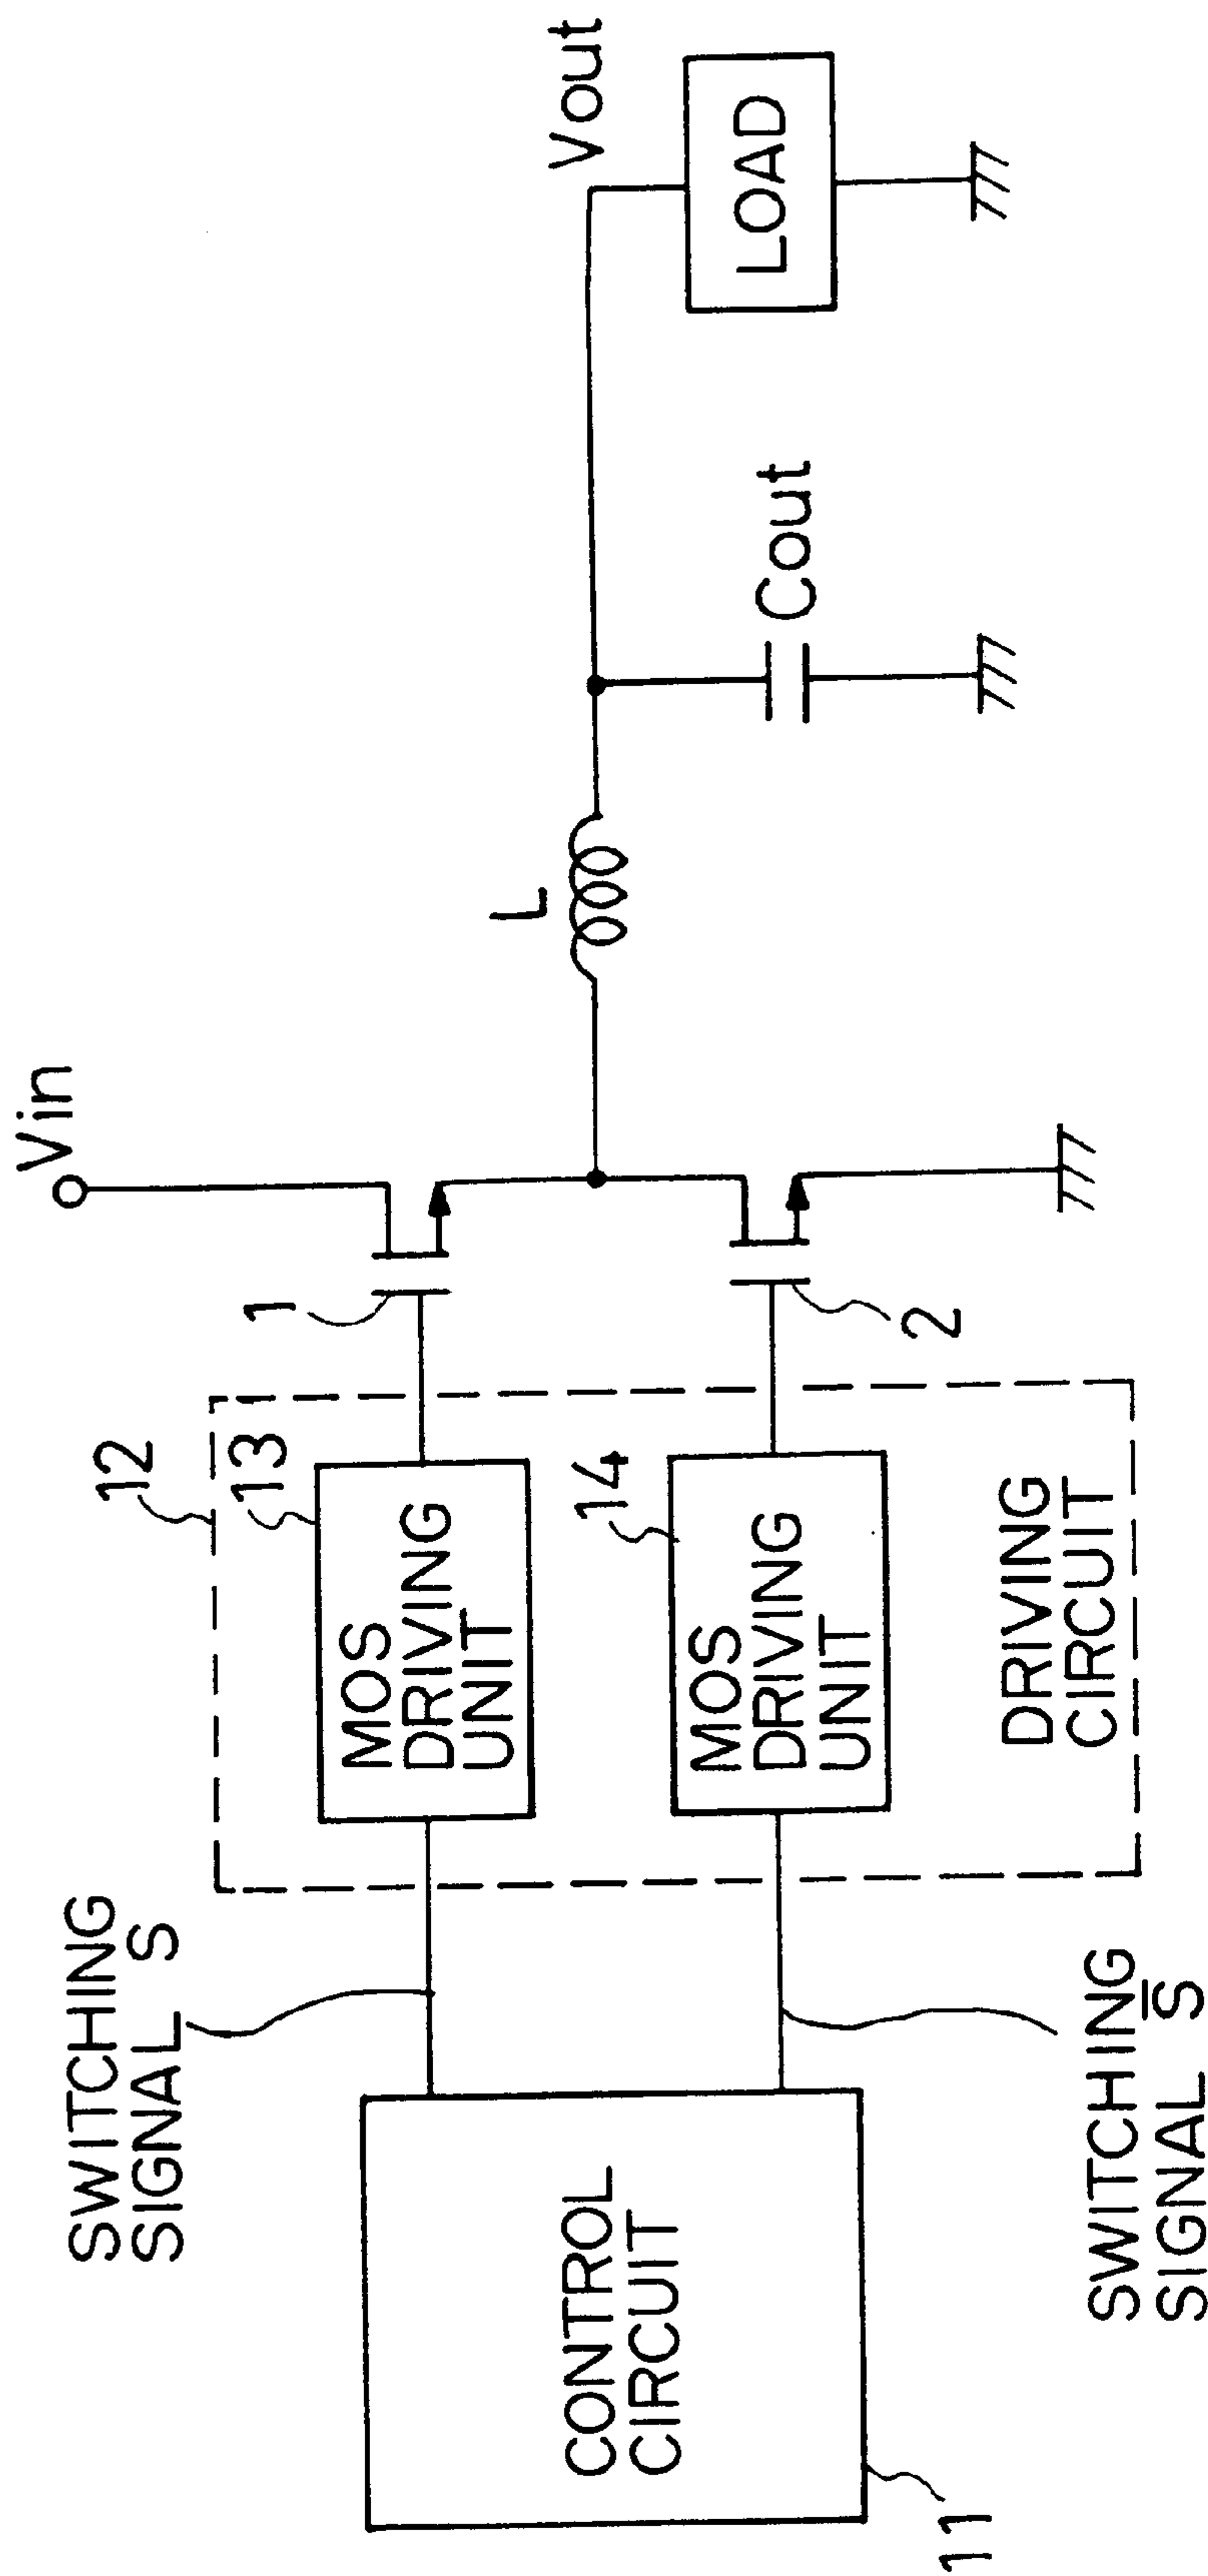 SWITCHING
SIGNAL S
12
13
MOS
DRIVING
UNIT
1
Vin
L
Vout
LOAD
Cout
CONTROL
CIRCUIT
11
14
MOS
DRIVING
UNIT
2
DRIVING
CIRCUIT
SWITCHING
SIGNAL S̅